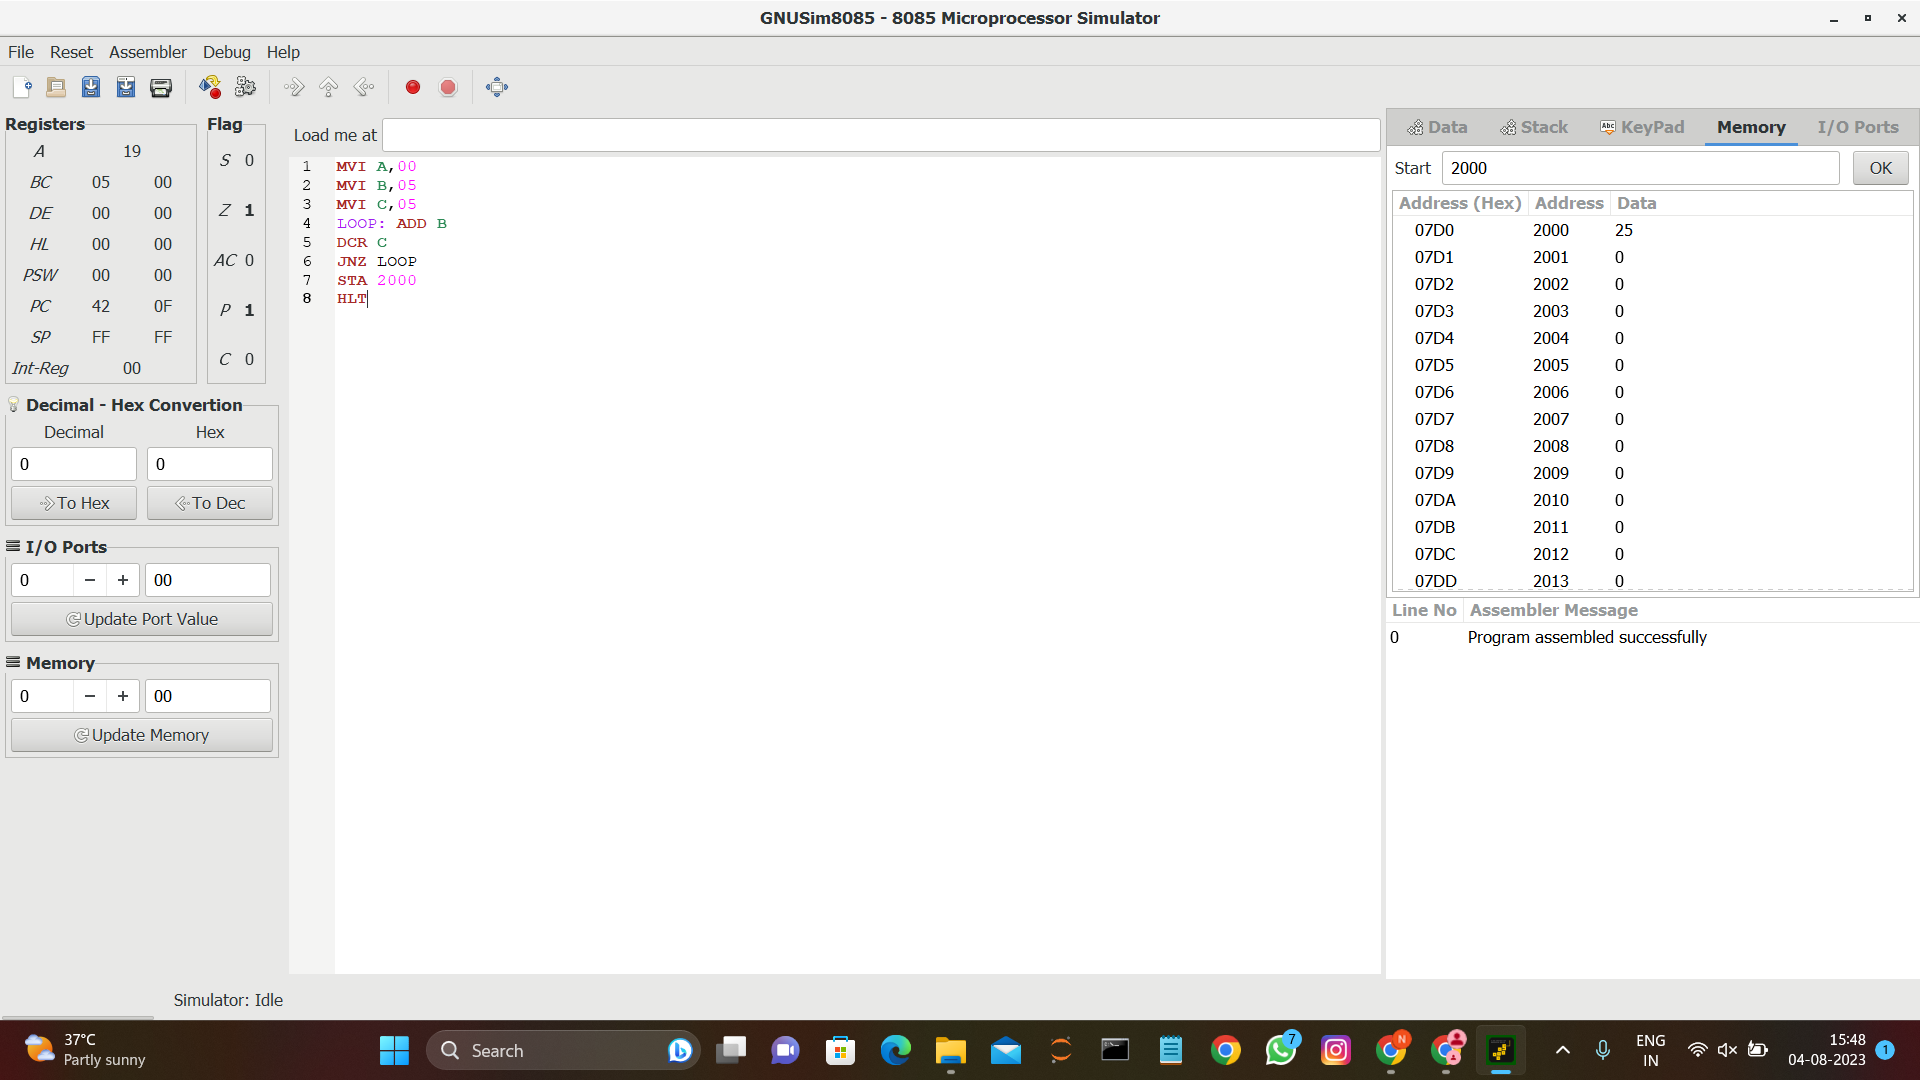 GNUSim8085 - 8085 Microprocessor Simulator
File Reset Assembler Debug Help
Registers
A 19
BC 05 00
DE 00 00
HL 00 00
PSW 00 00
PC 42 0F
SP FF FF
Int-Reg 00
Flag
S 0
Z 1
AC 0
P 1
C 0
Decimal - Hex Convertion
Decimal Hex
0 0
To Hex To Dec
I/O Ports
0 − + 00
Update Port Value
Memory
0 − + 00
Update Memory
Load me at
1 MVI A,00
2 MVI B,05
3 MVI C,05
4 LOOP: ADD B
5 DCR C
6 JNZ LOOP
7 STA 2000
8 HLT
Data Stack Abc KeyPad Memory I/O Ports
Start 2000 OK
Address (Hex) Address Data
07D0 2000 25
07D1 2001 0
07D2 2002 0
07D3 2003 0
07D4 2004 0
07D5 2005 0
07D6 2006 0
07D7 2007 0
07D8 2008 0
07D9 2009 0
07DA 2010 0
07DB 2011 0
07DC 2012 0
07DD 2013 0
Line No Assembler Message
0 Program assembled successfully
Simulator: Idle
37°C
Partly sunny
Search
7
N
ENG
IN
15:48
04-08-2023
1